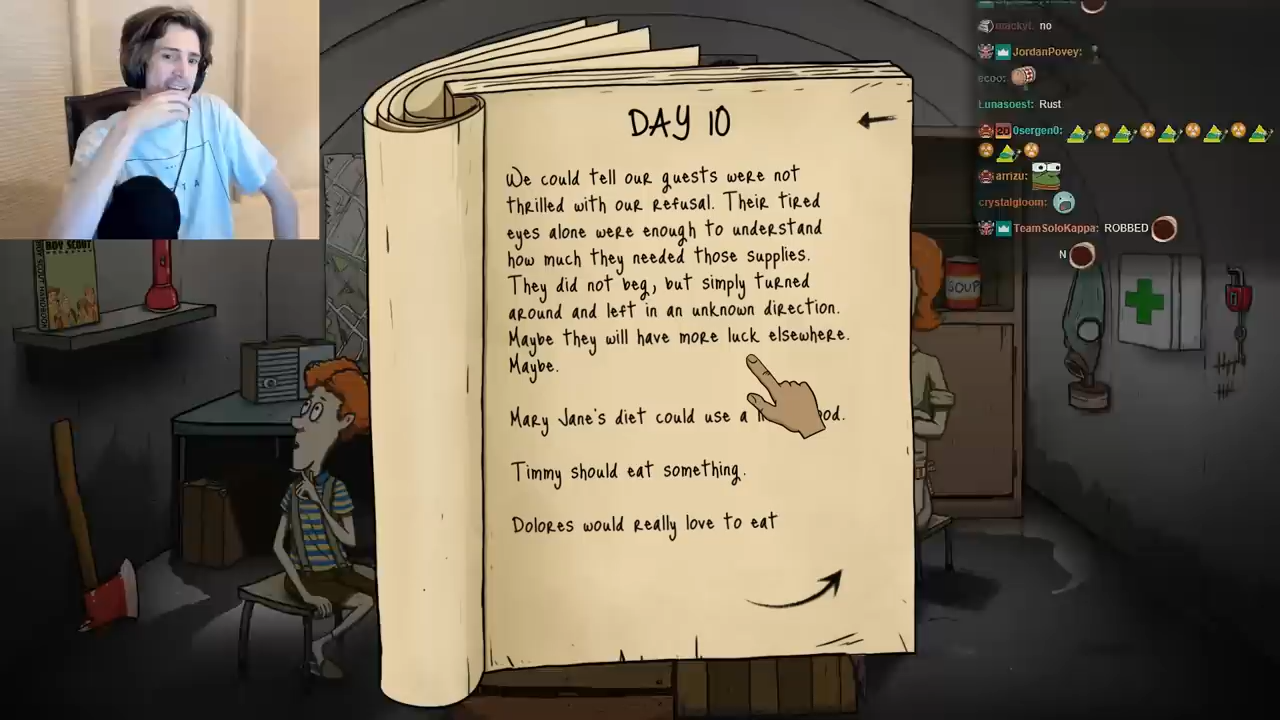 mickyl: no
JordanPovey:
ecoo:
Lunasoest: Rust
20 0sergen0:
arrizu:
crystalgloom:
TeamSoloKappa: ROBBED
N
DAY 10
We could tell our guests were not
thrilled with our refusal. Their tired
eyes alone were enough to understand
how much they needed those supplies.
They did not beg, but simply turned
around and left in an unknown direction.
Maybe they will have more luck elsewhere.
Maybe.
Mary Jane's diet could use a
Timmy should eat something.
Dolores would really love to eat
BOY SCOUT
SOUP